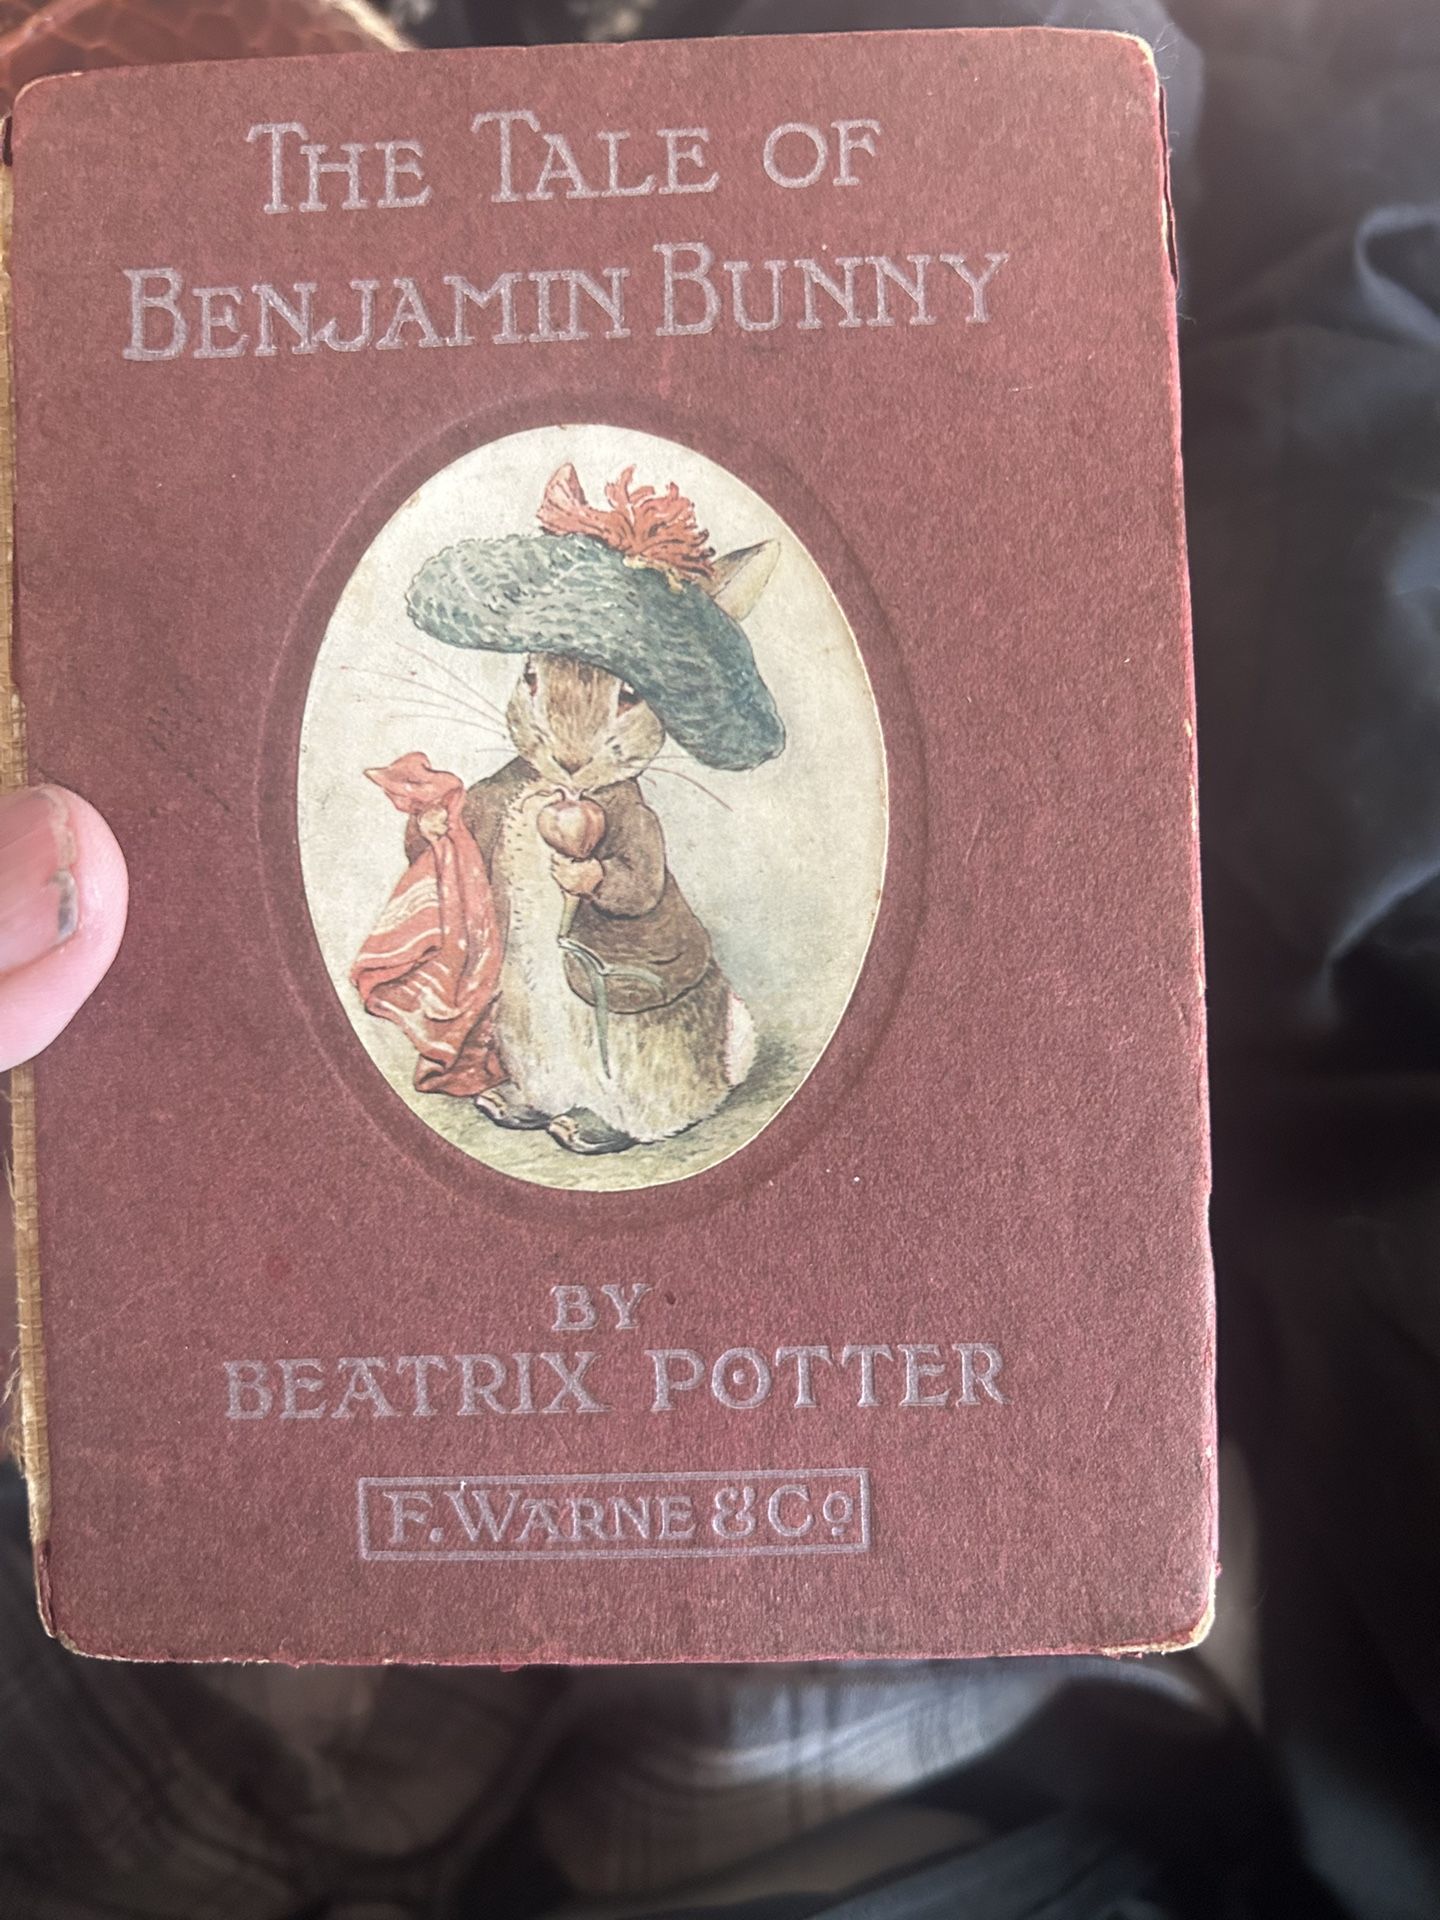 THE TALE OF
BENJAMIN BUNNY
BY
BEATRIX POTTER
F. WARNE & Co